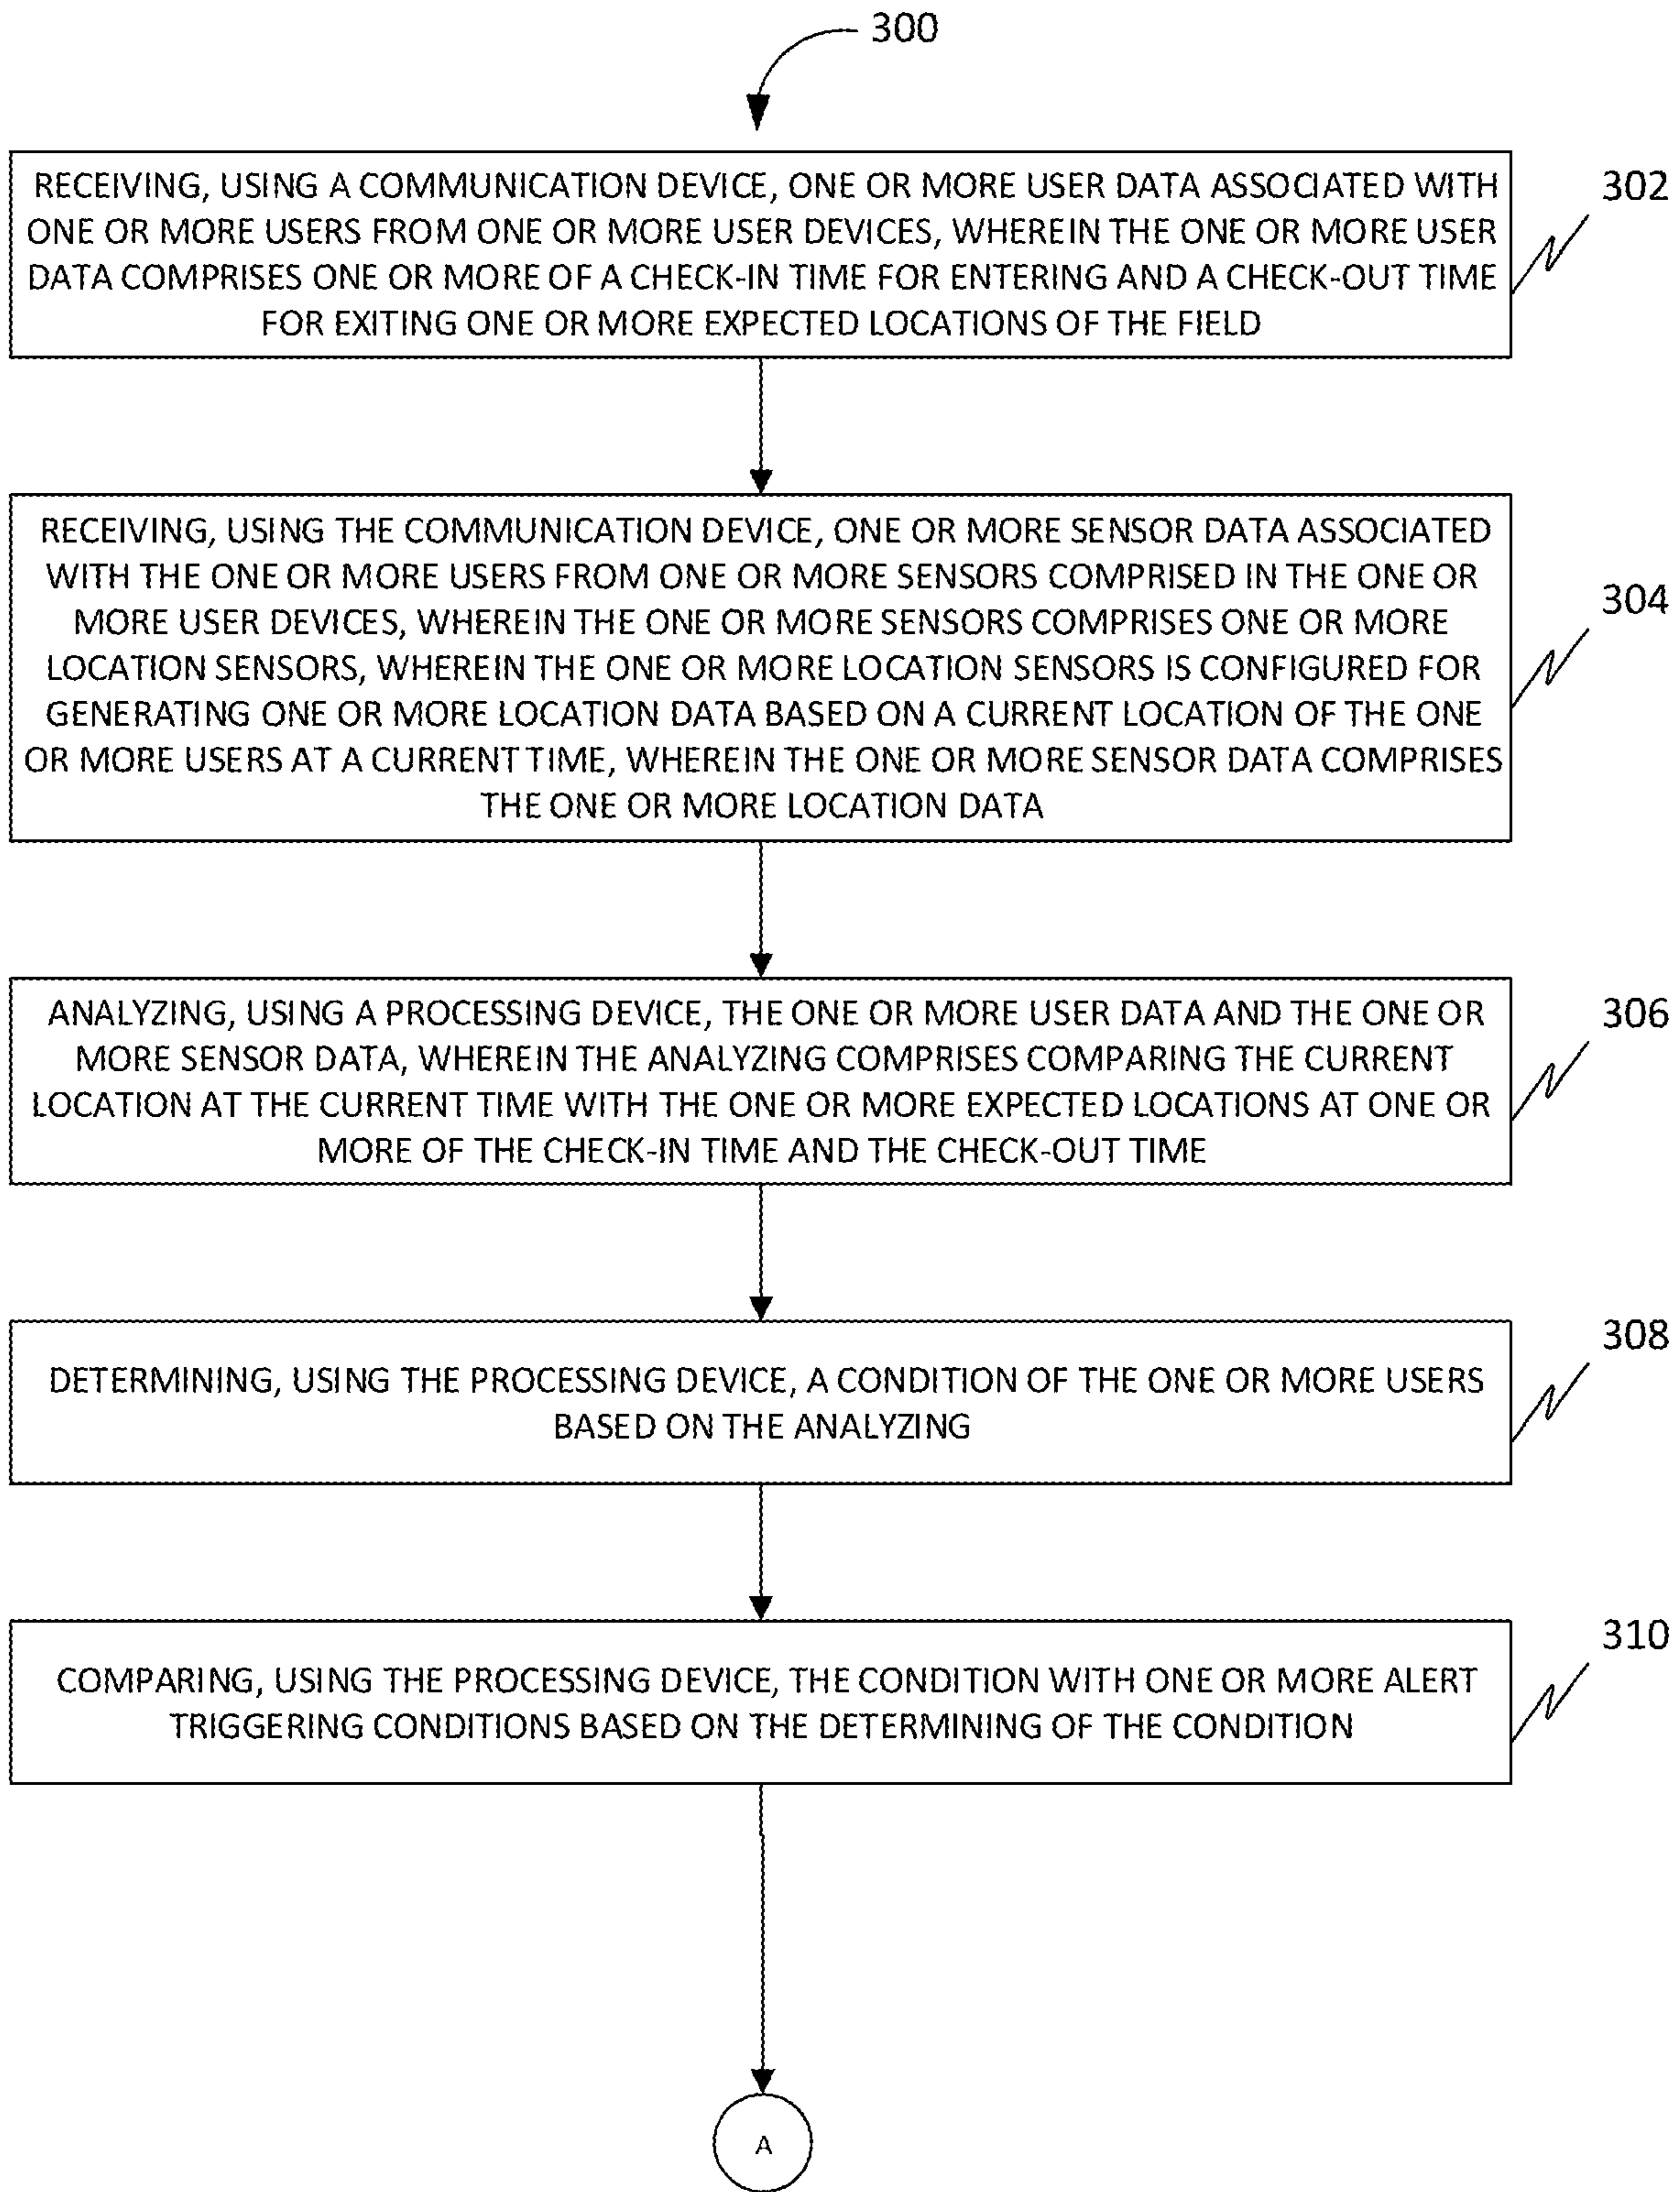 300
RECEIVING, USING A COMMUNICATION DEVICE, ONE OR MORE USER DATA ASSOCIATED WITH
ONE OR MORE USERS FROM ONE OR MORE USER DEVICES, WHEREIN THE ONE OR MORE USER
DATA COMPRISES ONE OR MORE OF A CHECK-IN TIME FOR ENTERING AND A CHECK-OUT TIME
FOR EXITING ONE OR MORE EXPECTED LOCATIONS OF THE FIELD
302
RECEIVING, USING THE COMMUNICATION DEVICE, ONE OR MORE SENSOR DATA ASSOCIATED
WITH THE ONE OR MORE USERS FROM ONE OR MORE SENSORS COMPRISED IN THE ONE OR
MORE USER DEVICES, WHEREIN THE ONE OR MORE SENSORS COMPRISES ONE OR MORE
LOCATION SENSORS, WHEREIN THE ONE OR MORE LOCATION SENSORS IS CONFIGURED FOR
GENERATING ONE OR MORE LOCATION DATA BASED ON A CURRENT LOCATION OF THE ONE
OR MORE USERS AT A CURRENT TIME, WHEREIN THE ONE OR MORE SENSOR DATA COMPRISES
THE ONE OR MORE LOCATION DATA
304
ANALYZING, USING A PROCESSING DEVICE, THE ONE OR MORE USER DATA AND THE ONE OR
MORE SENSOR DATA, WHEREIN THE ANALYZING COMPRISES COMPARING THE CURRENT
LOCATION AT THE CURRENT TIME WITH THE ONE OR MORE EXPECTED LOCATIONS AT ONE OR
MORE OF THE CHECK-IN TIME AND THE CHECK-OUT TIME
306
DETERMINING, USING THE PROCESSING DEVICE, A CONDITION OF THE ONE OR MORE USERS
BASED ON THE ANALYZING
308
COMPARING, USING THE PROCESSING DEVICE, THE CONDITION WITH ONE OR MORE ALERT
TRIGGERING CONDITIONS BASED ON THE DETERMINING OF THE CONDITION
310
A